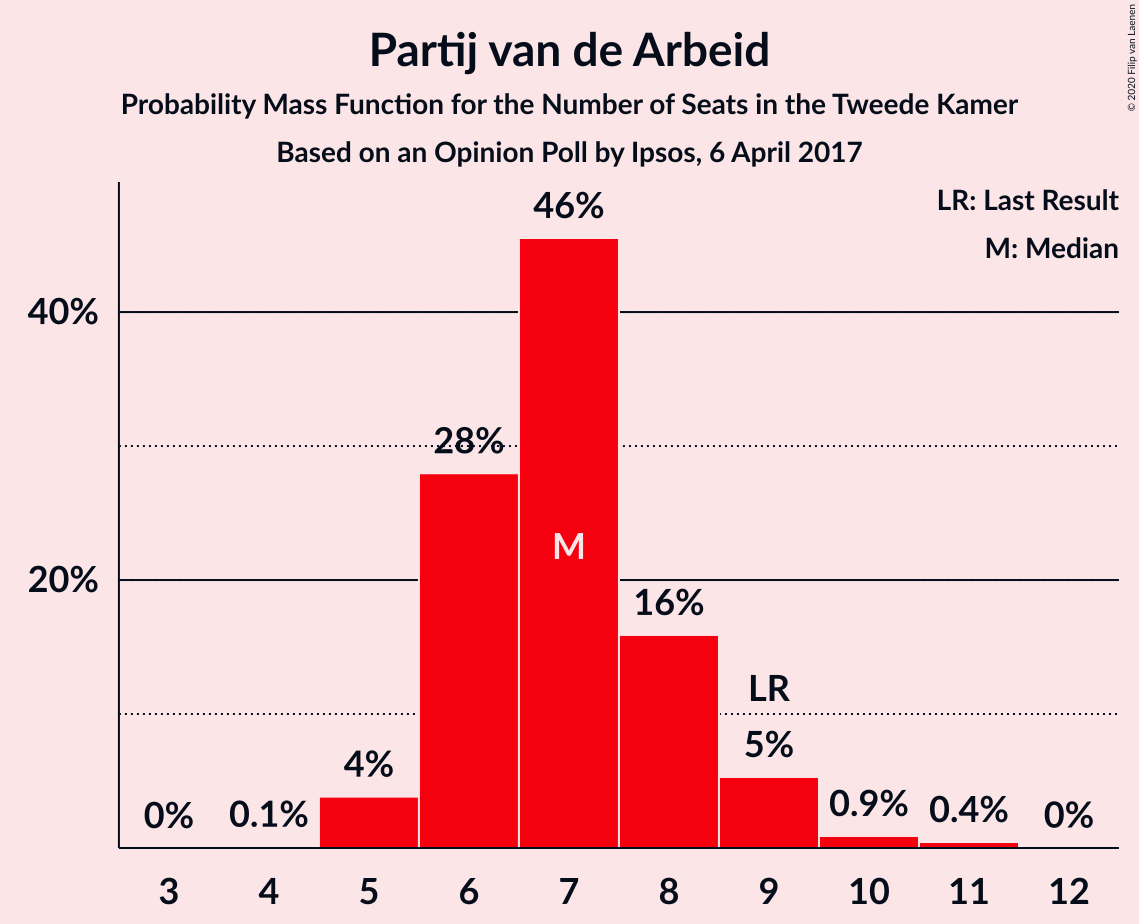 Partij van de Arbeid
Probability Mass Function for the Number of Seats in the Tweede Kamer
Based on an Opinion Poll by Ipsos, 6 April 2017
© 2020 Filip van Laenen
LR: Last Result
M: Median
46%
40%
28%
M
20%
16%
LR
5%
4%
0%
0.1%
0.9%
0.4%
0%
3 4 5 6 7 8 9 10 11 12